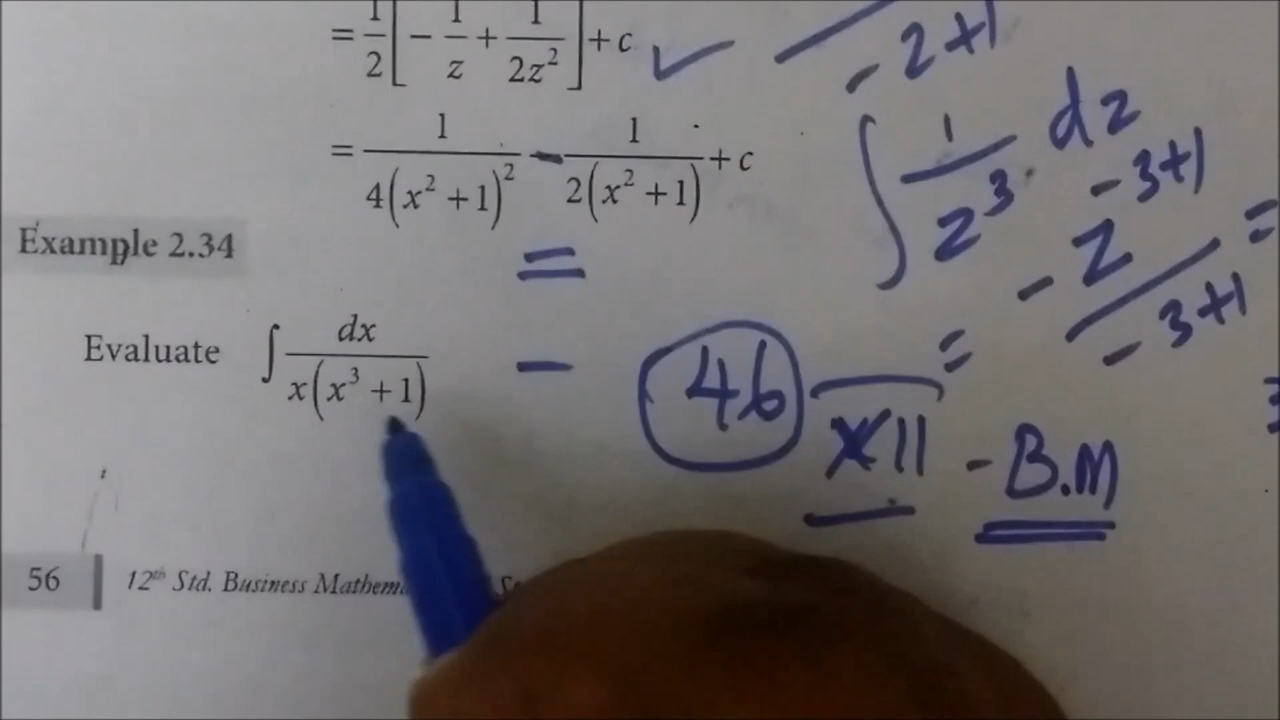 = 1/2 [ - 1/z + 1/2z² ] + c ✓
-2+1
= 1/4(x²+1)² - 1/2(x²+1) + c
∫ 1/z³ dz
Example 2.34
=
- z -3+1 / -3+1 =
Evaluate ∫ dx / x(x³+1)
- 46 =
XII - B.M
56 12th Std. Business